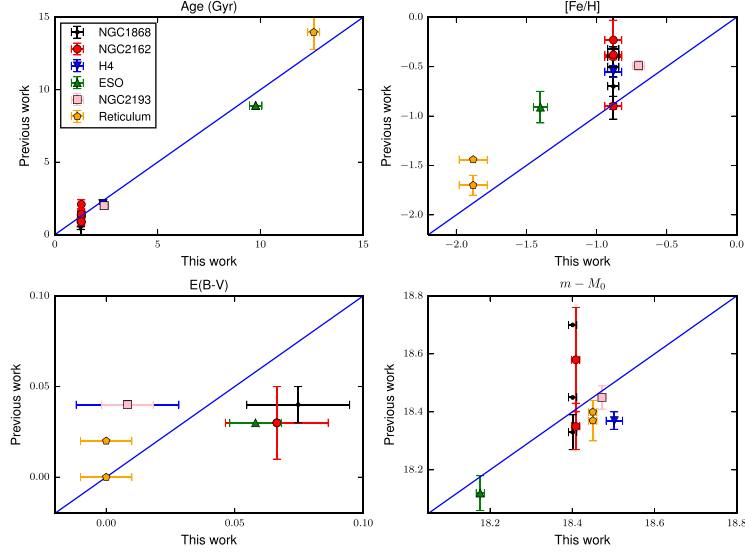 Age (Gyr)
Previous work
15
10
5
0
NGC1868
NGC2162
H4
ESO
NGC2193
Reticulum
0 5 10 15
This work
[Fe/H]
Previous work
0.0
−0.5
−1.0
−1.5
−2.0
−2.0 −1.5 −1.0 −0.5 0.0
This work
E(B-V)
Previous work
0.10
0.05
0.00
0.00 0.05 0.10
This work
m − M₀
Previous work
18.8
18.6
18.4
18.2
18.2 18.4 18.6 18.8
This work